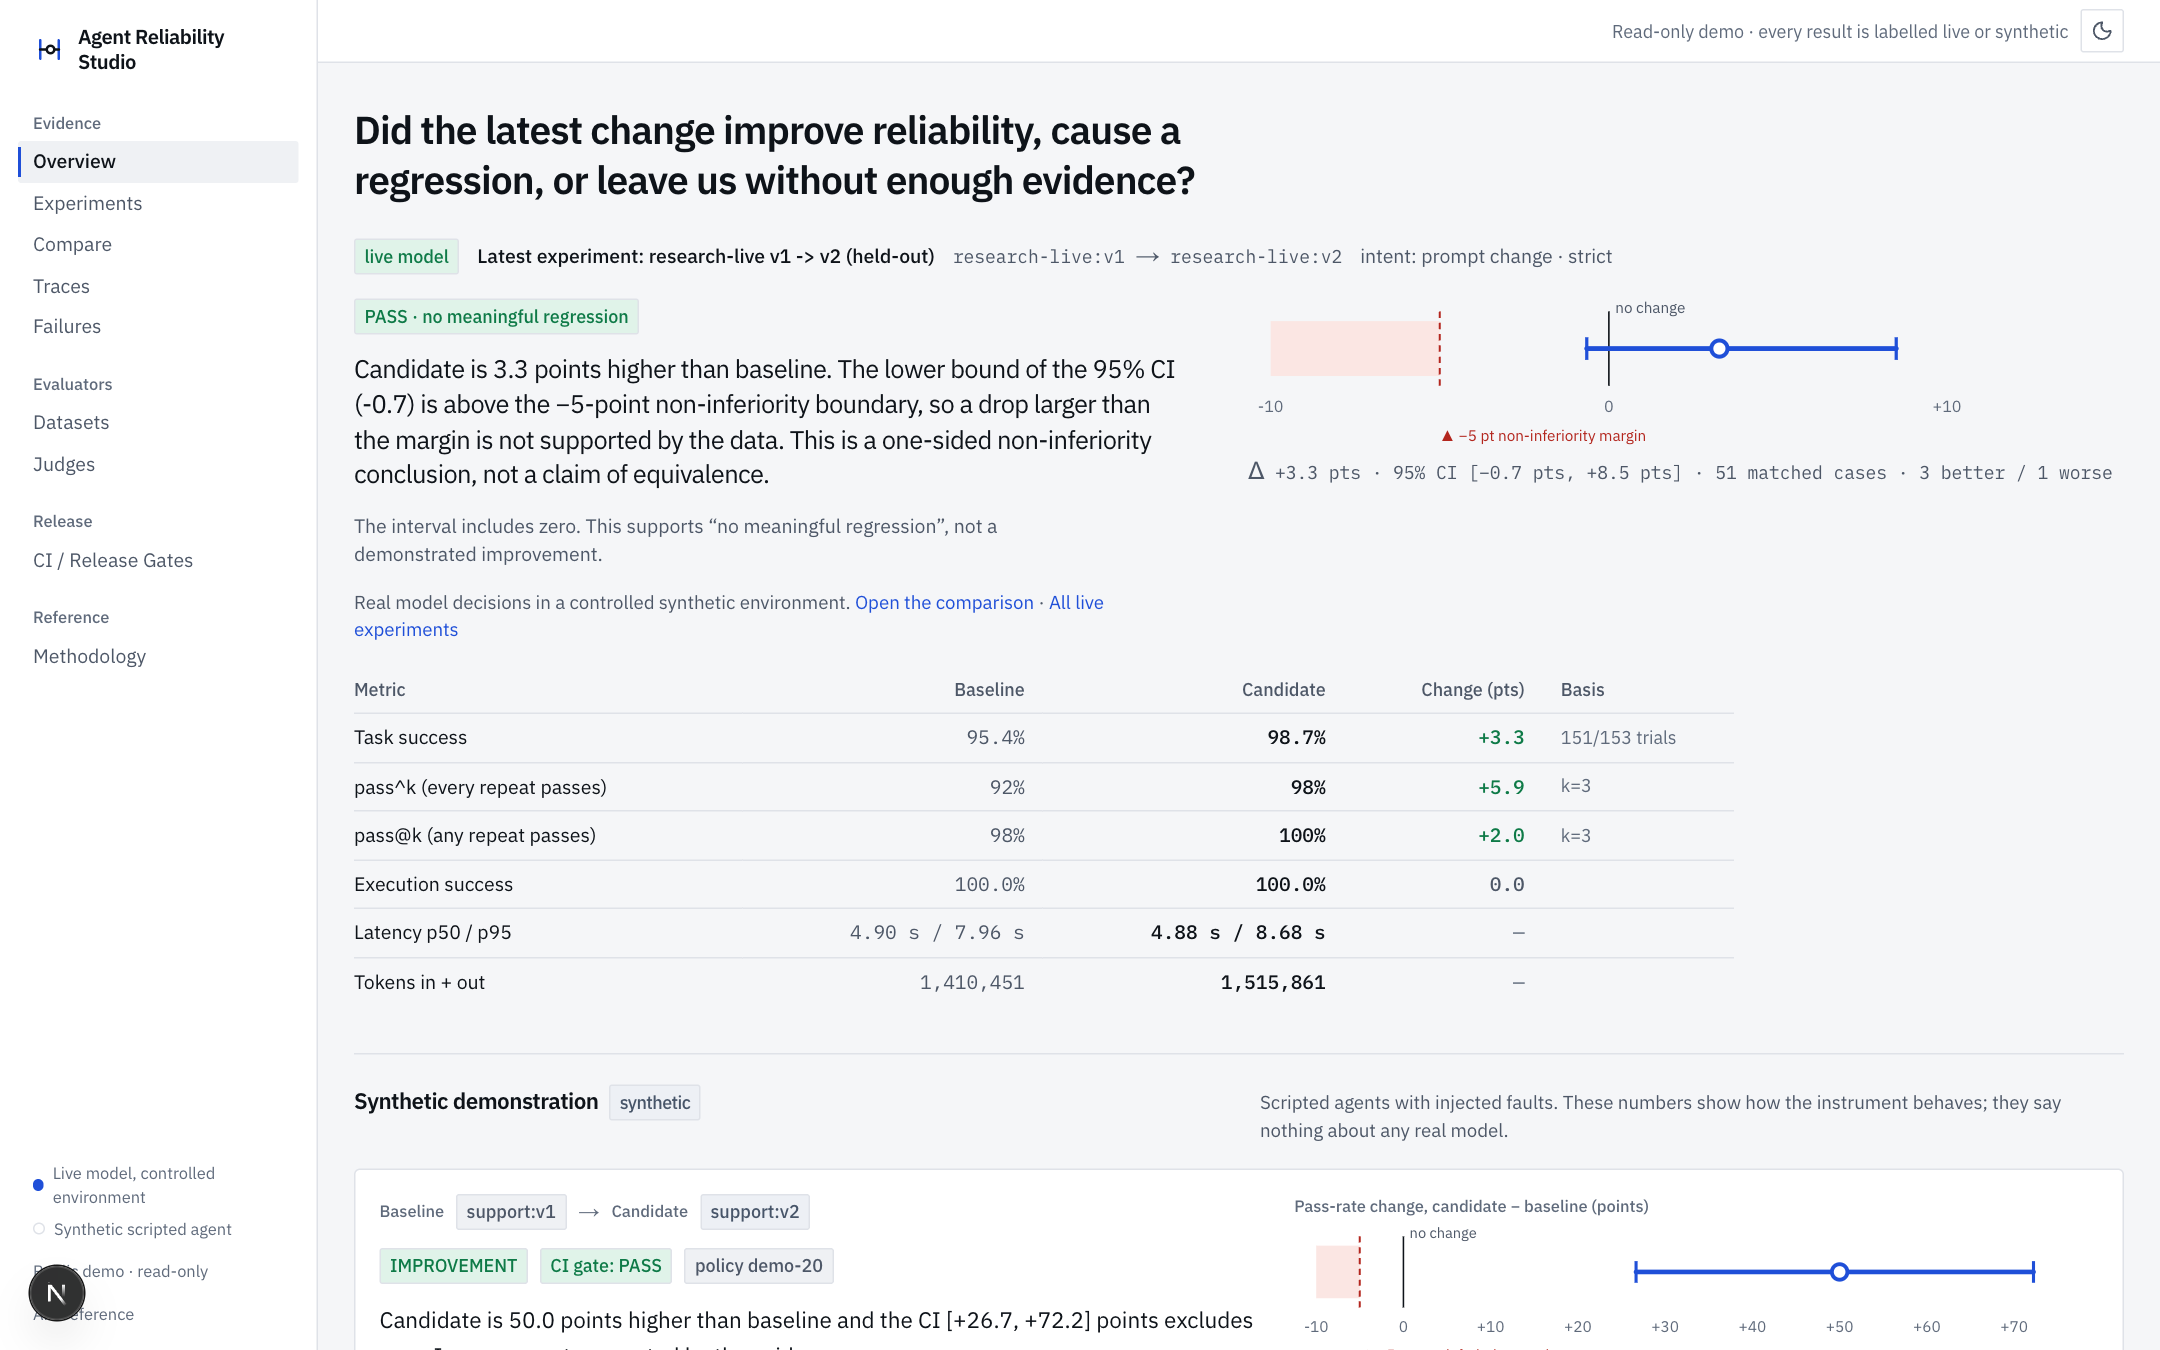 Agent Reliability
Studio
Evidence
Overview
Experiments
Compare
Traces
Failures
Evaluators
Datasets
Judges
Release
CI / Release Gates
Reference
Methodology
Live model, controlled
environment
Synthetic scripted agent
demo · read-only
N
Read-only demo · every result is labelled live or synthetic
Did the latest change improve reliability, cause a
regression, or leave us without enough evidence?
live model Latest experiment: research-live v1 -> v2 (held-out) research-live:v1 → research-live:v2 intent: prompt change · strict
PASS · no meaningful regression
Candidate is 3.3 points higher than baseline. The lower bound of the 95% CI
(-0.7) is above the −5-point non-inferiority boundary, so a drop larger than
the margin is not supported by the data. This is a one-sided non-inferiority
conclusion, not a claim of equivalence.
The interval includes zero. This supports “no meaningful regression”, not a
demonstrated improvement.
Real model decisions in a controlled synthetic environment. Open the comparison · All live
experiments
no change
-10 0 +10
▲ −5 pt non-inferiority margin
Δ +3.3 pts · 95% CI [−0.7 pts, +8.5 pts] · 51 matched cases · 3 better / 1 worse
Metric Baseline Candidate Change (pts) Basis
Task success 95.4% 98.7% +3.3 151/153 trials
pass^k (every repeat passes) 92% 98% +5.9 k=3
pass@k (any repeat passes) 98% 100% +2.0 k=3
Execution success 100.0% 100.0% 0.0
Latency p50 / p95 4.90 s / 7.96 s 4.88 s / 8.68 s —
Tokens in + out 1,410,451 1,515,861 —
Synthetic demonstration synthetic
Scripted agents with injected faults. These numbers show how the instrument behaves; they say
nothing about any real model.
Baseline support:v1 → Candidate support:v2
IMPROVEMENT CI gate: PASS policy demo-20
Candidate is 50.0 points higher than baseline and the CI [+26.7, +72.2] points excludes
Pass-rate change, candidate − baseline (points)
no change
-10 0 +10 +20 +30 +40 +50 +60 +70